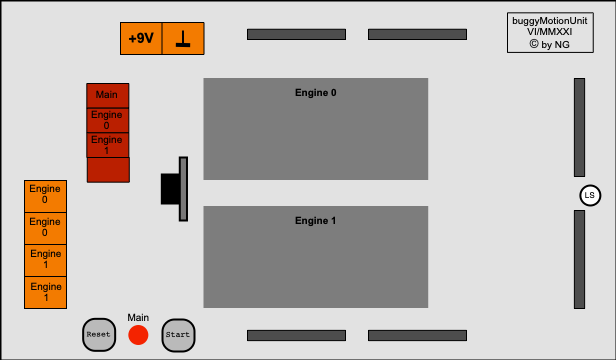 +9V
buggyMotionUnit
VI/MMXXI
© by NG
Main
Engine
0
Engine
1
Engine 0
Engine
0
Engine
0
Engine
1
Engine
1
LS
Engine 1
Main
Reset
Start